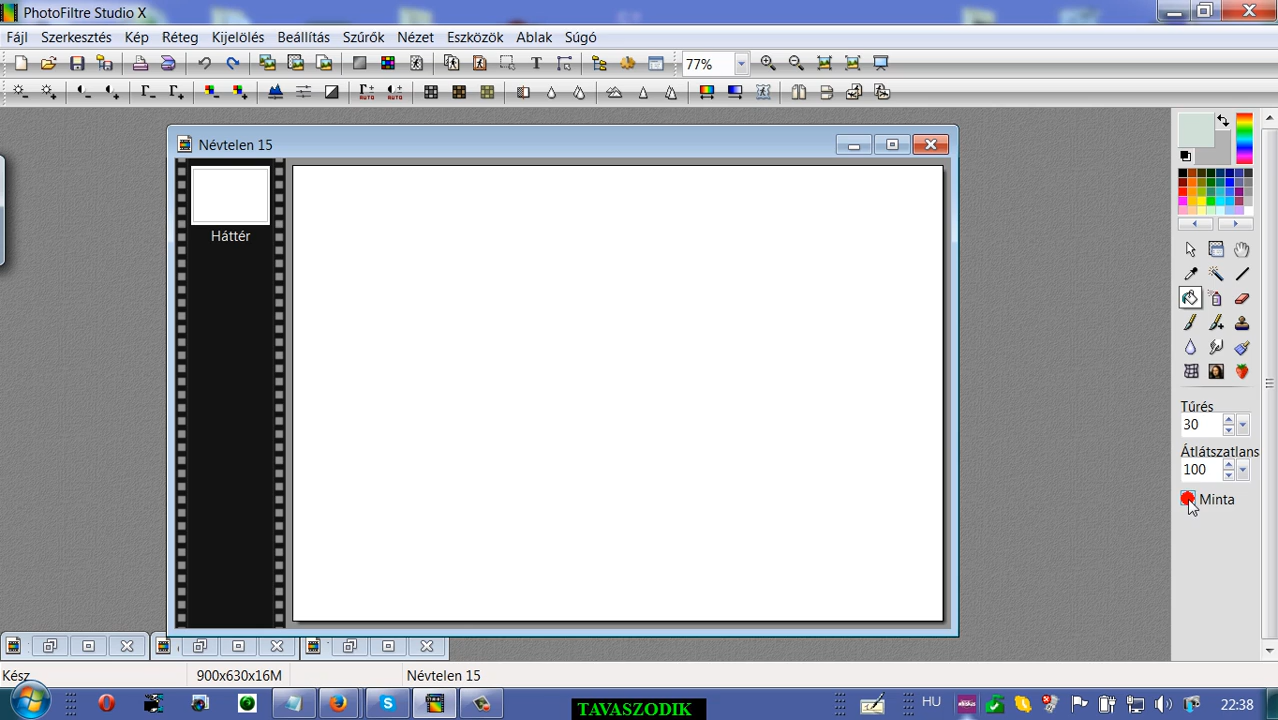 PhotoFiltre Studio X
Fájl Szerkesztés Kép Réteg Kijelölés Beállítás Szűrők Nézet Eszközök Ablak Súgó
77%
Névtelen 15
Háttér
Tűrés
30
Átlátszatlans
100
Minta
Kész 900x630x16M Névtelen 15
TAVASZODIK
HU
22:38